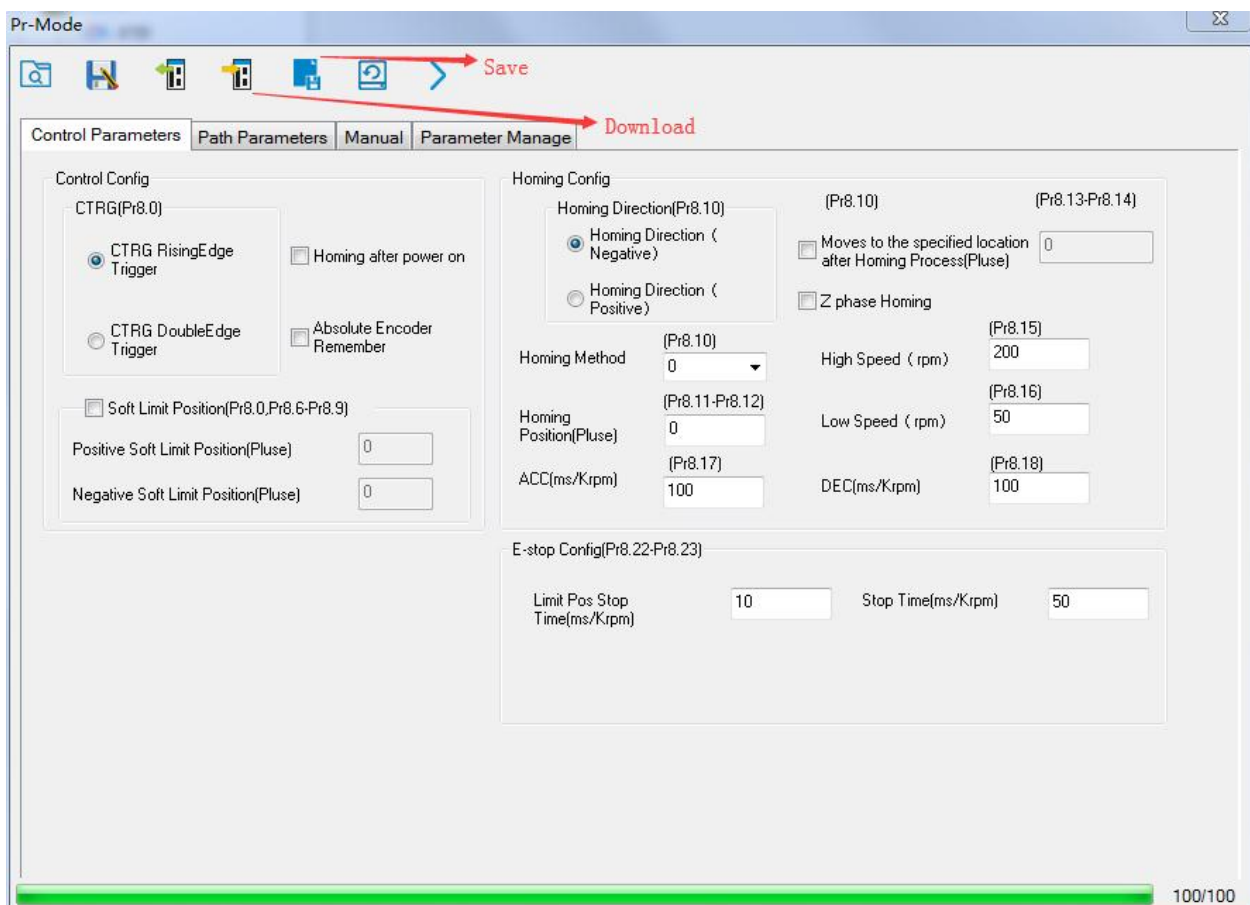 Pr-Mode
Save
Download
Control Parameters
Path Parameters
Manual
Parameter Manage
Control Config
CTRG(Pr8.0)
CTRG RisingEdge
Trigger
Homing after power on
CTRG DoubleEdge
Trigger
Absolute Encoder
Remember
Soft Limit Position(Pr8.0,Pr8.6-Pr8.9)
Positive Soft Limit Position(Pluse)
0
Negative Soft Limit Position(Pluse)
0
Homing Config
Homing Direction(Pr8.10)
Homing Direction (
Negative)
Homing Direction (
Positive)
(Pr8.10)
(Pr8.13-Pr8.14)
Moves to the specified location
after Homing Process(Pluse)
0
Z phase Homing
Homing Method
(Pr8.10)
0
High Speed ( rpm)
(Pr8.15)
200
Homing
Position(Pluse)
(Pr8.11-Pr8.12)
0
Low Speed ( rpm)
(Pr8.16)
50
ACC(ms/Krpm)
(Pr8.17)
100
DEC(ms/Krpm)
(Pr8.18)
100
E-stop Config(Pr8.22-Pr8.23)
Limit Pos Stop
Time(ms/Krpm)
10
Stop Time(ms/Krpm)
50
100/100